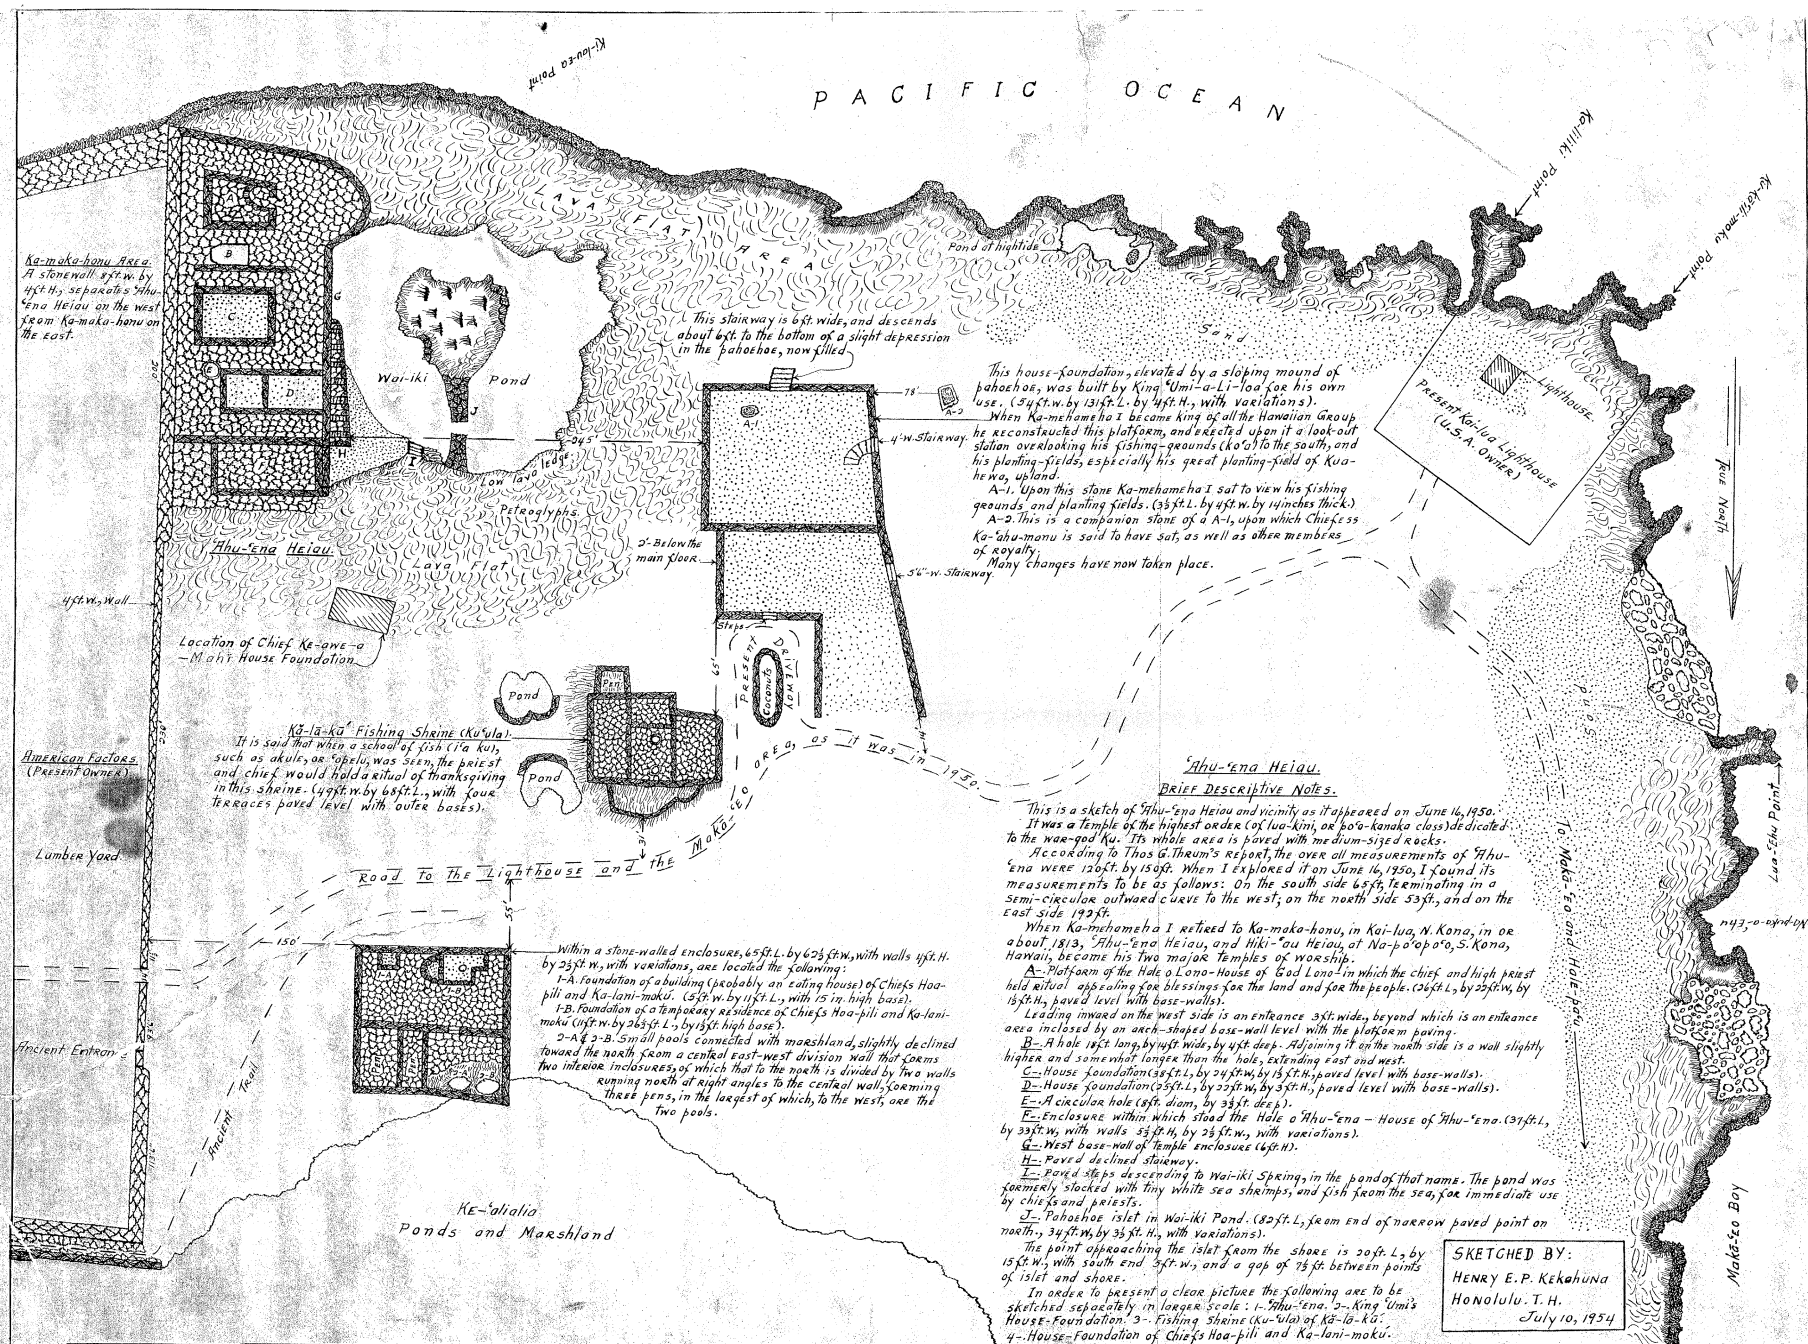 Ki-lau-ea Point
PACIFIC OCEAN
Ka-liliki Point
Ku-ka'ili-moku Point
LAVA (FLAT) AREA
Pond at hightide
Sand
A
B
C
E
D
G
H
I
J
Wai-iki Pond
Ka-maka-honu AREA.
A stonewall 8ft.w. by
4ft.H., separates 'Ahu-
'ena Heiau on the west
from Ka-maka-honu on
the east.
This stairway is 6ft. wide, and descends
about 6ft. to the bottom of a slight depression
in the pahoehoe, now filled
78'
A-1
A-2
245'
4'-W. Stairway.
This house-foundation, elevated by a sloping mound of
pahoehoe, was built by King 'Umi-a-Li-loa for his own
use. (54ft.w. by 131ft.L. by 4ft.H., with variations).
When Ka-mehameha I became king of all the Hawaiian Group
he reconstructed this platform, and erected upon it a look-out
station overlooking his fishing-grounds (ko'a) to the south, and
his planting-fields, especially his great planting-field of Kua-
hewa, upland.
A-1. Upon this stone Ka-mehameha I sat to view his fishing
grounds and planting fields. (3½ft.L. by 4ft.w. by 14inches thick.)
A-2. This is a companion stone of a A-1, upon which Chiefess
Ka-'ahu-manu is said to have sat, as well as other members
of royalty.
Many changes have now taken place.
Lighthouse
PRESENT Kai-lua Lighthouse
(U.S.A. OWNER)
True North
Low lava ledge
Petroglyphs
'Ahu-'ena Heiau.
Lava Flat
2'-Below the
main floor
5'6"-W. Stairway
4ft.W., Wall
Location of Chief Ke-awe-a
-Mahi House Foundation
Steps
65'
PRESENT DRIVEWAY
Coconuts
Pond
Pen
Kā-lā-kū Fishing Shrine (Ku'ula).
It is said that when a school of fish (i'a ku),
such as akule, or 'opelu, was seen, the priest
and chief would hold a ritual of thanksgiving
in this shrine. (49ft.w. by 68ft.L., with four
terraces paved level with outer bases).
Pond
American Factors
(PRESENT OWNER)
Lumber Yard
31'
Road to the Lighthouse and the Makā-'eo AREA, as it was in 1950.
Sand
To Makā-'eo and Hale palu
Lua-'Ehu Point
Na-puka-o-Ehu
150'
55'
Ancient Entran
Ancient Trail
1-A
1-B
Within a stone-walled enclosure, 65ft.L. by 62½ft.W., with walls 4ft.H.
by 2½ft.w., with variations, are located the following:
1-A. Foundation of a building (probably an eating house) of Chiefs Hoa-
pili and Ka-lani-mokū. (5ft.w. by 11ft.L., with 15 in. high base).
1-B. Foundation of a temporary residence of Chiefs Hoa-pili and Ka-lani-
mokū (11ft.w. by 26½ft.L., by 1½ft. high base).
2-A & 2-B. Small pools connected with marshland, slightly declined
toward the north from a central east-west division wall that forms
two interior inclosures, of which that to the north is divided by two walls
running north at right angles to the central wall, forming
three pens, in the largest of which, to the west, are the
two pools.
Ke-'alialia
Ponds and Marshland
'Ahu-'ena Heiau.
BRIEF DESCRIPTIVE NOTES.
This is a sketch of 'Ahu-'ena Heiau and vicinity as it appeared on June 16, 1950.
It was a temple of the highest order (of lua-kini, or po'o-kanaka class) dedicated
to the war-god Ku. Its whole area is paved with medium-sized rocks.
According to Thos G. Thrum's report, the over all measurements of 'Ahu-
'ena were 120ft. by 150ft. When I explored it on June 16, 1950, I found its
measurements to be as follows: On the south side 65ft, terminating in a
semi-circular outward curve to the west; on the north side 53ft., and on the
east side 192ft.
When Ka-mehameha I retired to Ka-maka-honu, in Kai-lua, N. Kona, in or
about 1813, 'Ahu-'ena Heiau, and Hiki-'au Heiau, at Na-po'opo'o, S. Kona,
Hawaii, became his two major temples of worship.
A-. Platform of the Hale o Lono-House of God Lono-in which the chief and high priest
held ritual appealing for blessings for the land and for the people. (26ft.L, by 22ft.W, by
1½ft.H., paved level with base-walls).
Leading inward on the west side is an entrance 3ft. wide., beyond which is an entrance
area inclosed by an arch-shaped base-wall level with the platform paving.
B-. A hole 18ft long, by 14ft wide, by 4ft. deep. Adjoining it on the north side is a wall slightly
higher and somewhat longer than the hole, extending east and west.
C-. House foundation (38ft.L, by 24ft.W, by 1½ft.H., paved level with base-walls).
D-. House foundation (25ft.L, by 22ft.W, by 3ft.H., paved level with base-walls).
E-. A circular hole (8ft. diam, by 3½ft. deep).
F-. Enclosure within which stood the Hale o 'Ahu-'ena - House of 'Ahu-'ena. (37ft.L,
by 33ft.W, with walls 5½ft.H, by 2½ft.W., with variations).
G-. West base-wall of temple enclosure (6ft.H).
H-. Paved declined stairway.
I-. Paved steps descending to Wai-iki Spring, in the pond of that name. The pond was
formerly stocked with tiny white sea shrimps, and fish from the sea, for immediate use
by chiefs and priests.
J-. Pahoehoe islet in Wai-iki Pond. (82ft.L, from end of narrow paved point on
north., 34ft.W, by 3½ft.H., with variations).
The point approaching the islet from the shore is 20ft.L, by
15ft.W., with south end 5ft.W., and a gap of 7½ft. between points
of islet and shore.
In order to present a clear picture the following are to be
sketched separately in larger scale: 1-. 'Ahu-'ena. 2-. King 'Umi's
House-Foundation. 3-. Fishing Shrine (Ku-'ula) of Kā-lā-kū.
4-. House-Foundation of Chiefs Hoa-pili and Ka-lani-mokū.
Makā-'eo Bay
SKETCHED BY:
HENRY E.P. KEKAHUNA
HONOLULU. T.H.
July 10, 1954